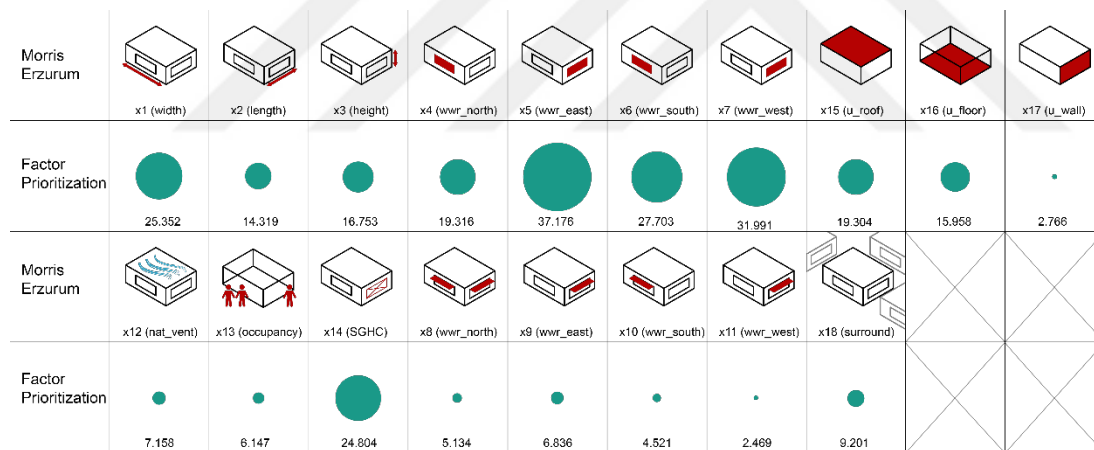 Morris
Erzurum
x1 (width) x2 (length) x3 (height) x4 (wwr_north) x5 (wwr_east) x6 (wwr_south) x7 (wwr_west) x15 (u_roof) x16 (u_floor) x17 (u_wall)
Factor
Prioritization
25.352 14.319 16.753 19.316 37.176 27.703 31.991 19.304 15.958 2.766
Morris
Erzurum
x12 (nat_vent) x13 (occupancy) x14 (SGHC) x8 (wwr_north) x9 (wwr_east) x10 (wwr_south) x11 (wwr_west) x18 (surround)
Factor
Prioritization
7.158 6.147 24.804 5.134 6.836 4.521 2.469 9.201